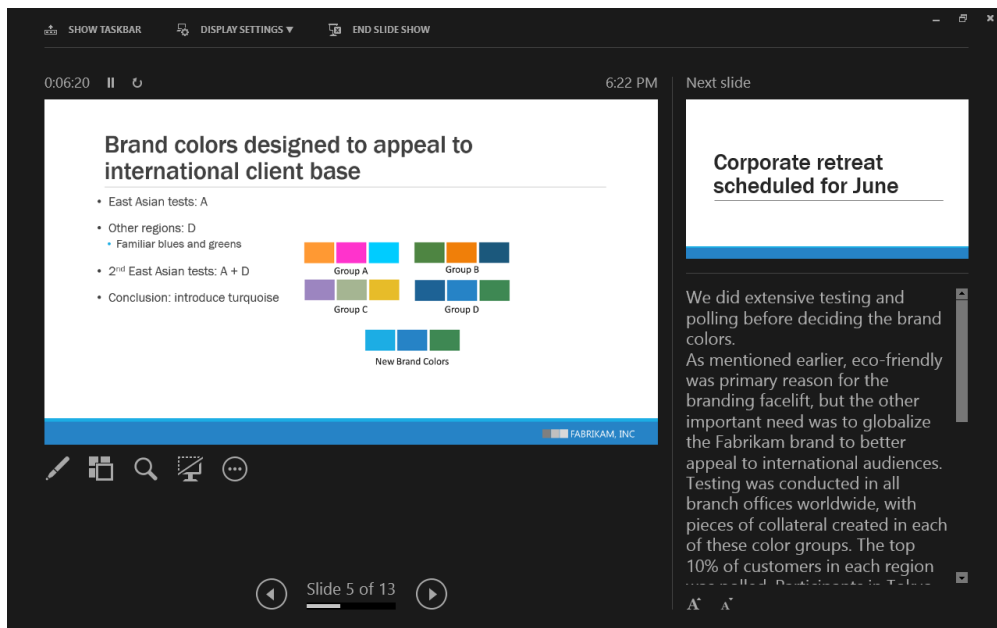 SHOW TASKBAR
DISPLAY SETTINGS ▼
END SLIDE SHOW
0:06:20
6:22 PM
Next slide
Brand colors designed to appeal to
international client base
• East Asian tests: A
• Other regions: D
• Familiar blues and greens
• 2nd East Asian tests: A + D
• Conclusion: introduce turquoise
Group A
Group B
Group C
Group D
New Brand Colors
FABRIKAM, INC
Corporate retreat
scheduled for June
We did extensive testing and
polling before deciding the brand
colors.
As mentioned earlier, eco-friendly
was primary reason for the
branding facelift, but the other
important need was to globalize
the Fabrikam brand to better
appeal to international audiences.
Testing was conducted in all
branch offices worldwide, with
pieces of collateral created in each
of these color groups. The top
10% of customers in each region
was polled. Participants in Tokyo
Slide 5 of 13
A A